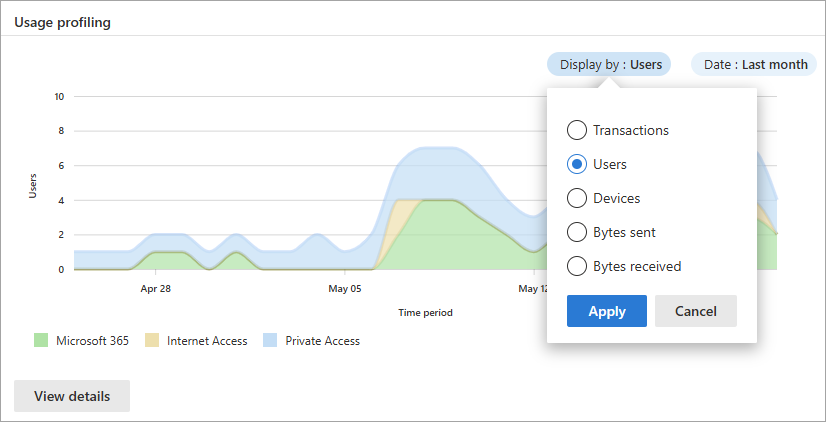 Usage profiling
Display by : Users
Date : Last month
10
8
6
4
2
0
Users
Apr 28
May 05
May 12
Time period
Transactions
Users
Devices
Bytes sent
Bytes received
Apply
Cancel
Microsoft 365
Internet Access
Private Access
View details